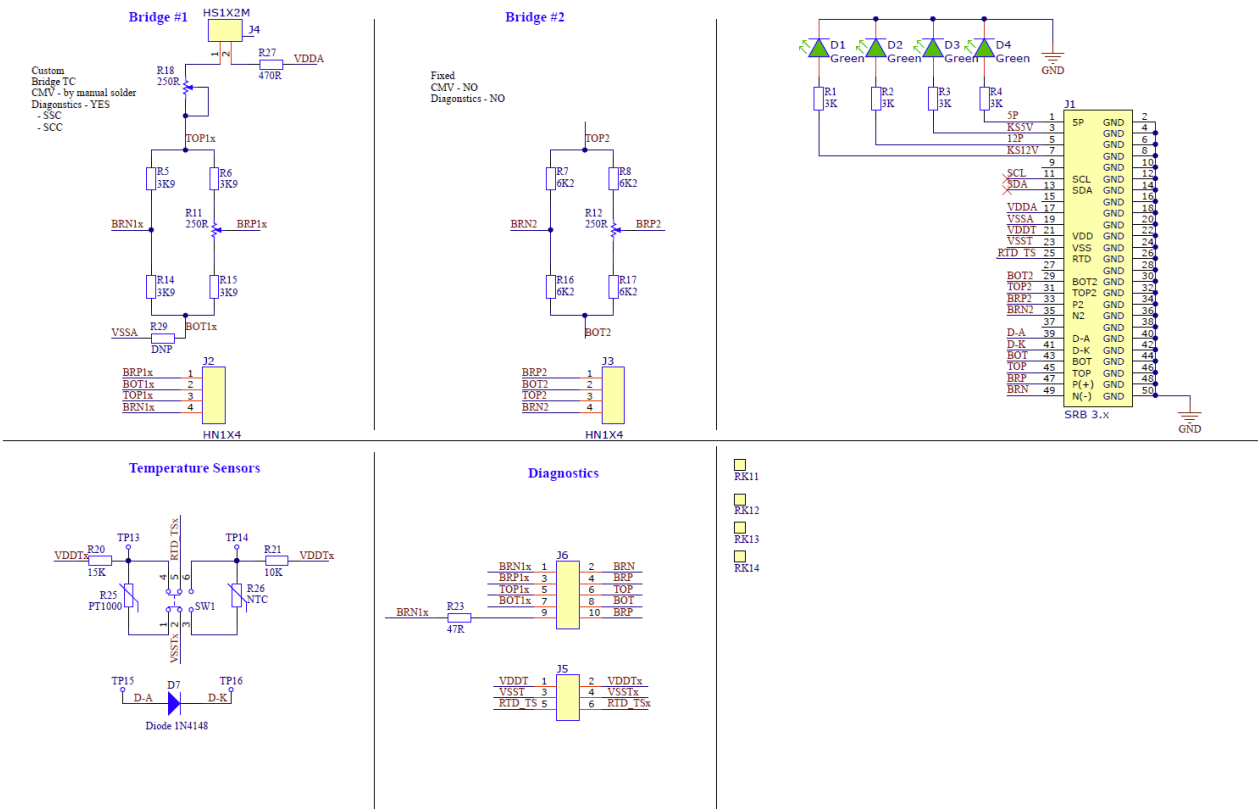 Bridge #1
HS1X2M
J4
1
2
R27
470R
VDDA
Custom
Bridge TC
CMV - by manual solder
Diagonstics - YES
- SSC
- SCC
R18
250R
TOP1x
R5
3K9
R6
3K9
BRN1x
R11
250R
BRP1x
R14
3K9
R15
3K9
VSSA
R29
DNP
BOT1x
J2
BRP1x 1
BOT1x 2
TOP1x 3
BRN1x 4
HN1X4
Bridge #2
Fixed
CMV - NO
Diagonstics - NO
TOP2
R7
6K2
R8
6K2
BRN2
R12
250R
BRP2
R16
6K2
R17
6K2
BOT2
J3
BRP2 1
BOT2 2
TOP2 3
BRN2 4
HN1X4
D1
Green
D2
Green
D3
Green
D4
Green
GND
R1
3K
R2
3K
R3
3K
R4
3K
J1
5P 1 5P GND 2
KS5V 3 GND 4
12P 5 GND 6
KS12V 7 GND 8
9 GND 10
SCL 11 SCL GND 12
SDA 13 SDA GND 14
15 GND 16
VDDA 17 GND 18
VSSA 19 GND 20
VDDT 21 VDD GND 22
VSST 23 VSS GND 24
RTD_TS 25 RTD GND 26
27 GND 28
BOT2 29 BOT2 GND 30
TOP2 31 TOP2 GND 32
BRP2 33 P2 GND 34
BRN2 35 N2 GND 36
37 GND 38
D-A 39 D-A GND 40
D-K 41 D-K GND 42
BOT 43 BOT GND 44
TOP 45 TOP GND 46
BRP 47 P(+) GND 48
BRN 49 N(-) GND 50
SRB 3.x
GND
Temperature Sensors
TP13
RTD_TSx
TP14
VDDTx
R20
15K
R21
10K
VDDTx
4 5 6
R25
PT1000
R26
NTC
SW1
1 2 3
VSSTx
TP15
D7
TP16
D-A
D-K
Diode 1N4148
Diagnostics
J6
BRN1x 1 2 BRN
BRP1x 3 4 BRP
TOP1x 5 6 TOP
BOT1x 7 8 BOT
9 10 BRP
BRN1x
R23
47R
J5
VDDT 1 2 VDDTx
VSST 3 4 VSSTx
RTD_TS 5 6 RTD_TSx
RK11
RK12
RK13
RK14